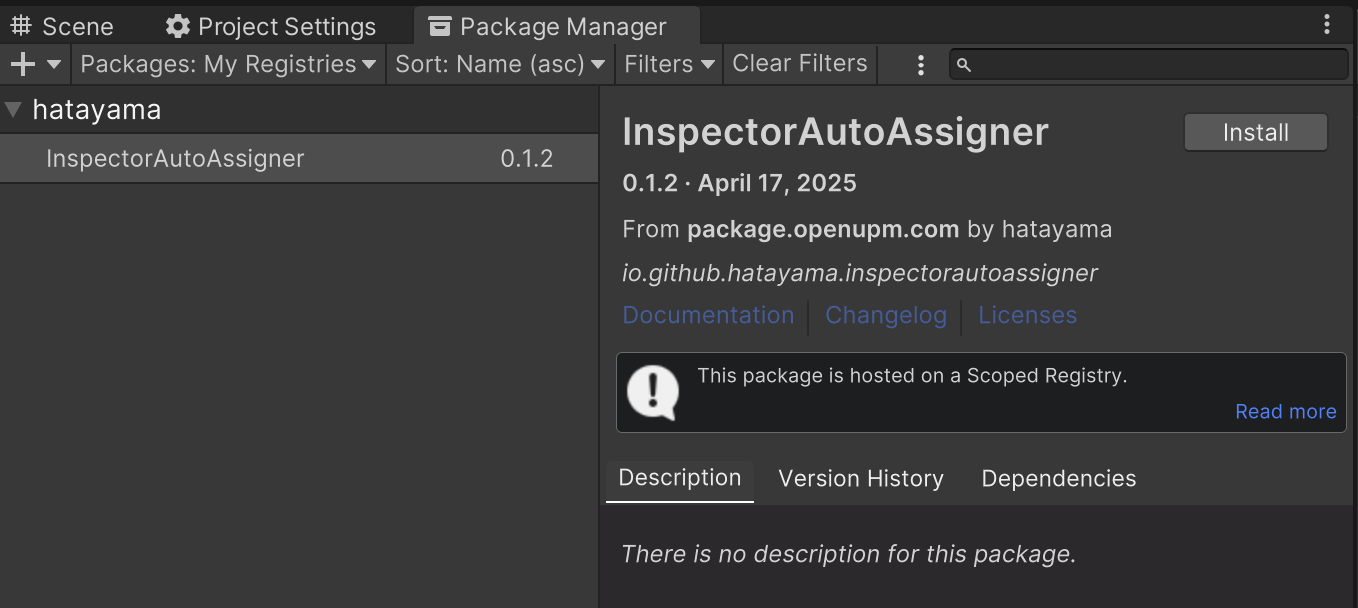 Scene Project Settings Package Manager
Packages: My Registries Sort: Name (asc) Filters Clear Filters
hatayama
InspectorAutoAssigner 0.1.2
InspectorAutoAssigner Install
0.1.2 · April 17, 2025
From package.openupm.com by hatayama
io.github.hatayama.inspectorautoassigner
Documentation Changelog Licenses
This package is hosted on a Scoped Registry.
Read more
Description Version History Dependencies
There is no description for this package.